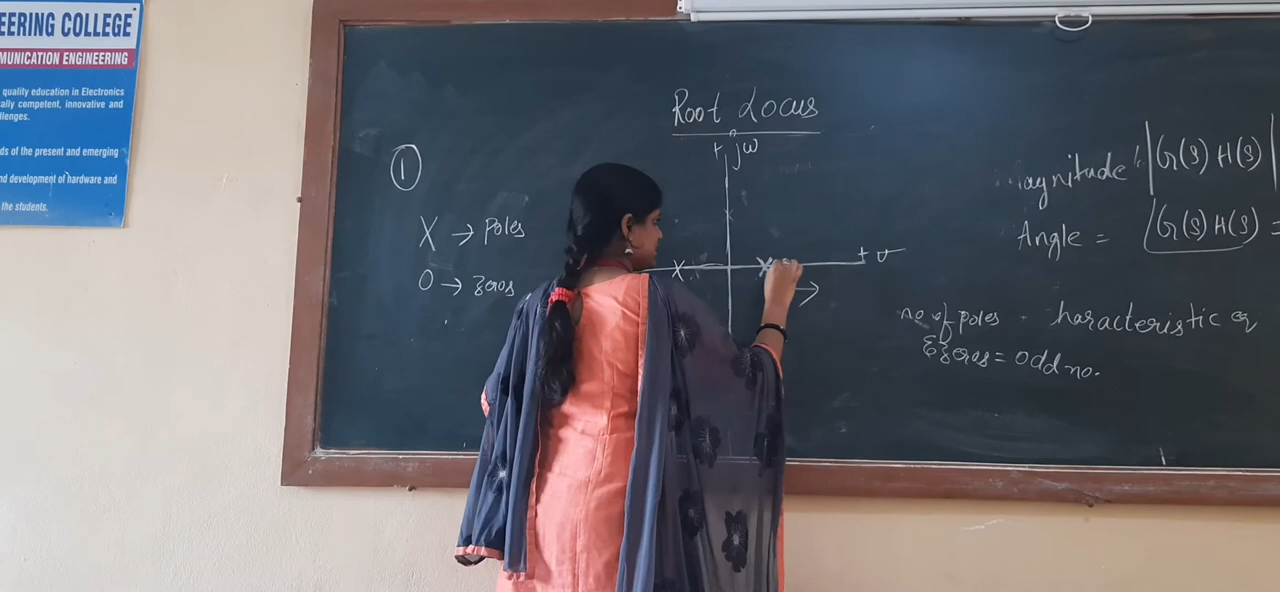 EERING COLLEGE
MUNICATION ENGINEERING
quality education in Electronics
ally competent, innovative and
llenges.
ds of the present and emerging
nd development of hardware and
the students.
Root Locus
jω
①
X → Poles
O → zeros
X X
+ σ
agnitude |G(s) H(s)|
Angle = ∠G(s) H(s) =
no of poles
& zeros = odd no.
haracteristic eq